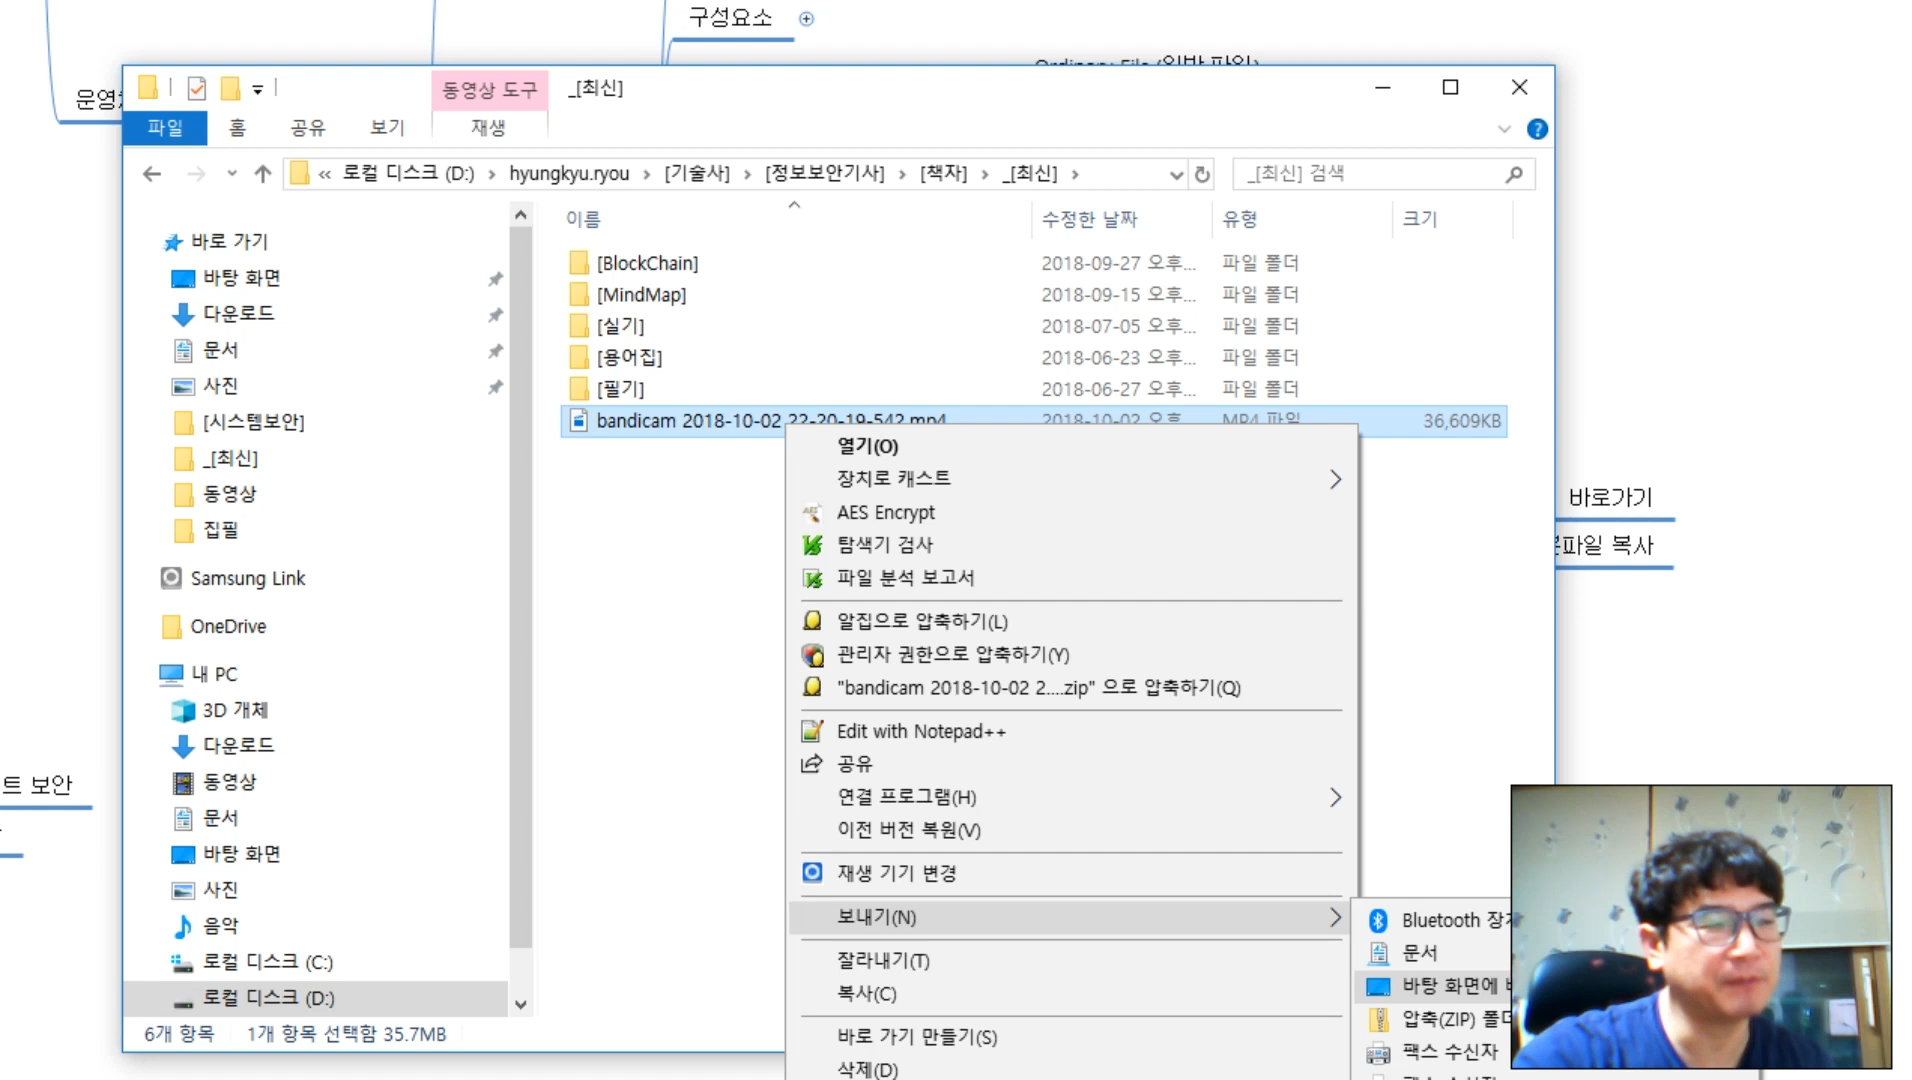 구성요소
운영
동영상 도구
_[최신]
파일
홈
공유
보기
재생
« 로컬 디스크 (D:) › hyungkyu.ryou › [기술사] › [정보보안기사] › [책자] › _[최신] ›
_[최신] 검색
이름
수정한 날짜
유형
크기
바로 가기
바탕 화면
다운로드
문서
사진
[시스템보안]
_[최신]
동영상
집필
Samsung Link
OneDrive
내 PC
3D 개체
다운로드
동영상
문서
바탕 화면
사진
음악
로컬 디스크 (C:)
로컬 디스크 (D:)
[BlockChain] 2018-09-27 오후... 파일 폴더
[MindMap] 2018-09-15 오후... 파일 폴더
[실기] 2018-07-05 오후... 파일 폴더
[용어집] 2018-06-23 오후... 파일 폴더
[필기] 2018-06-27 오후... 파일 폴더
bandicam 2018-10-02 22-20-19-542.mp4 2018-10-02 오후 MP4 파일 36,609KB
열기(O)
장치로 캐스트
AES Encrypt
탐색기 검사
파일 분석 보고서
알집으로 압축하기(L)
관리자 권한으로 압축하기(Y)
"bandicam 2018-10-02 2....zip" 으로 압축하기(Q)
Edit with Notepad++
공유
연결 프로그램(H)
이전 버전 복원(V)
재생 기기 변경
보내기(N)
잘라내기(T)
복사(C)
바로 가기 만들기(S)
삭제(D)
Bluetooth
문서
바탕 화면에
압축(ZIP)
팩스 수신자
바로가기
파일 복사
트 보안
6개 항목
1개 항목 선택함 35.7MB